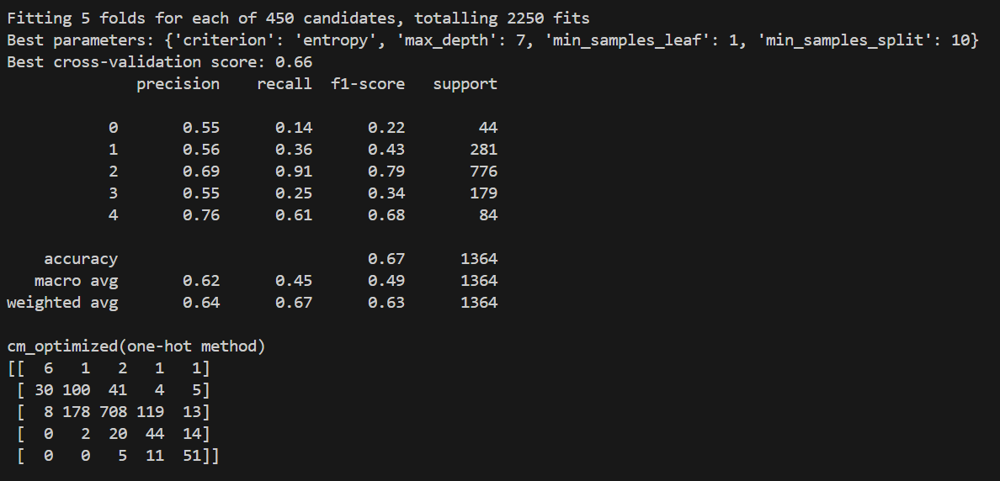 Fitting 5 folds for each of 450 candidates, totalling 2250 fits
Best parameters: {'criterion': 'entropy', 'max_depth': 7, 'min_samples_leaf': 1, 'min_samples_split': 10}
Best cross-validation score: 0.66
              precision    recall  f1-score   support

           0       0.55      0.14      0.22        44
           1       0.56      0.36      0.43       281
           2       0.69      0.91      0.79       776
           3       0.55      0.25      0.34       179
           4       0.76      0.61      0.68        84

    accuracy                           0.67      1364
   macro avg       0.62      0.45      0.49      1364
weighted avg       0.64      0.67      0.63      1364

cm_optimized(one-hot method)
[[  6   1   2   1   1]
 [ 30 100  41   4   5]
 [  8 178 708 119  13]
 [  0   2  20  44  14]
 [  0   0   5  11  51]]